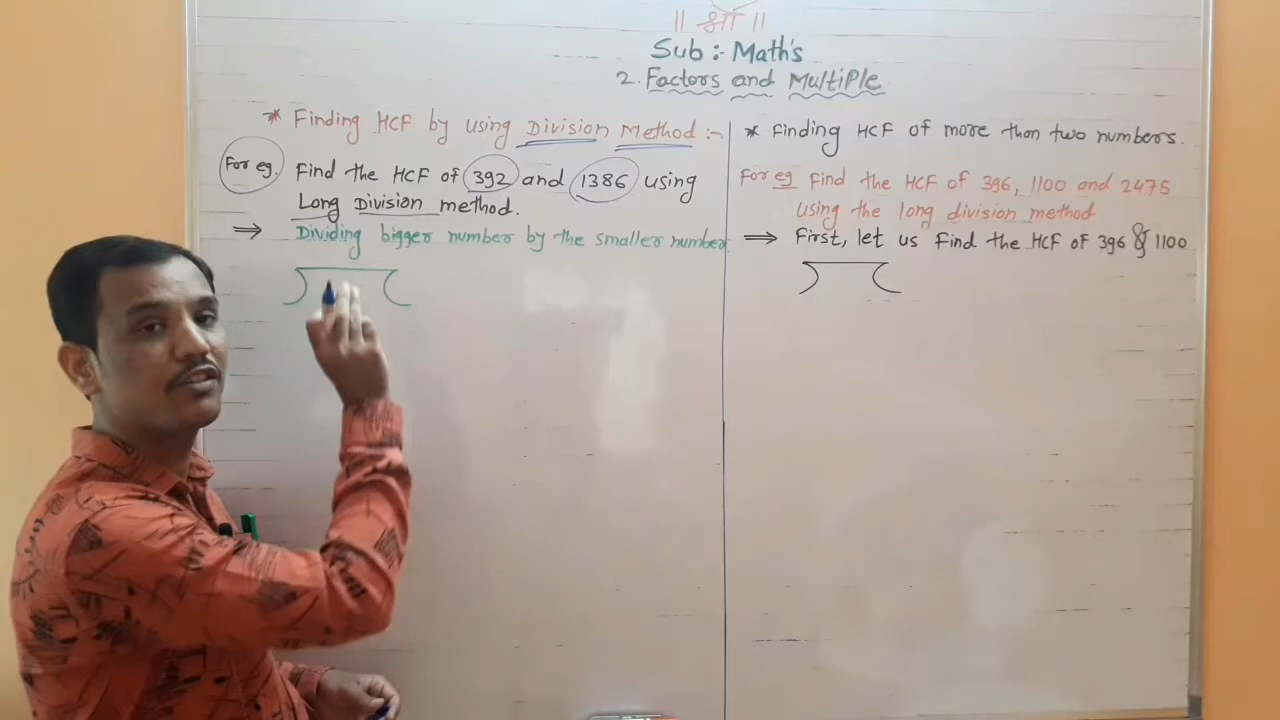 || श्री ||
Sub :- Math's
2. Factors and Multiple
* Finding HCF by using Division Method :-
For eg. Find the HCF of 392 and 1386 using
Long Division method.
⇒ Dividing bigger number by the smaller number.
* Finding HCF of more than two numbers.
For eg Find the HCF of 396, 1100 and 2475
using the long division method.
⇒ First, let us find the HCF of 396 & 1100